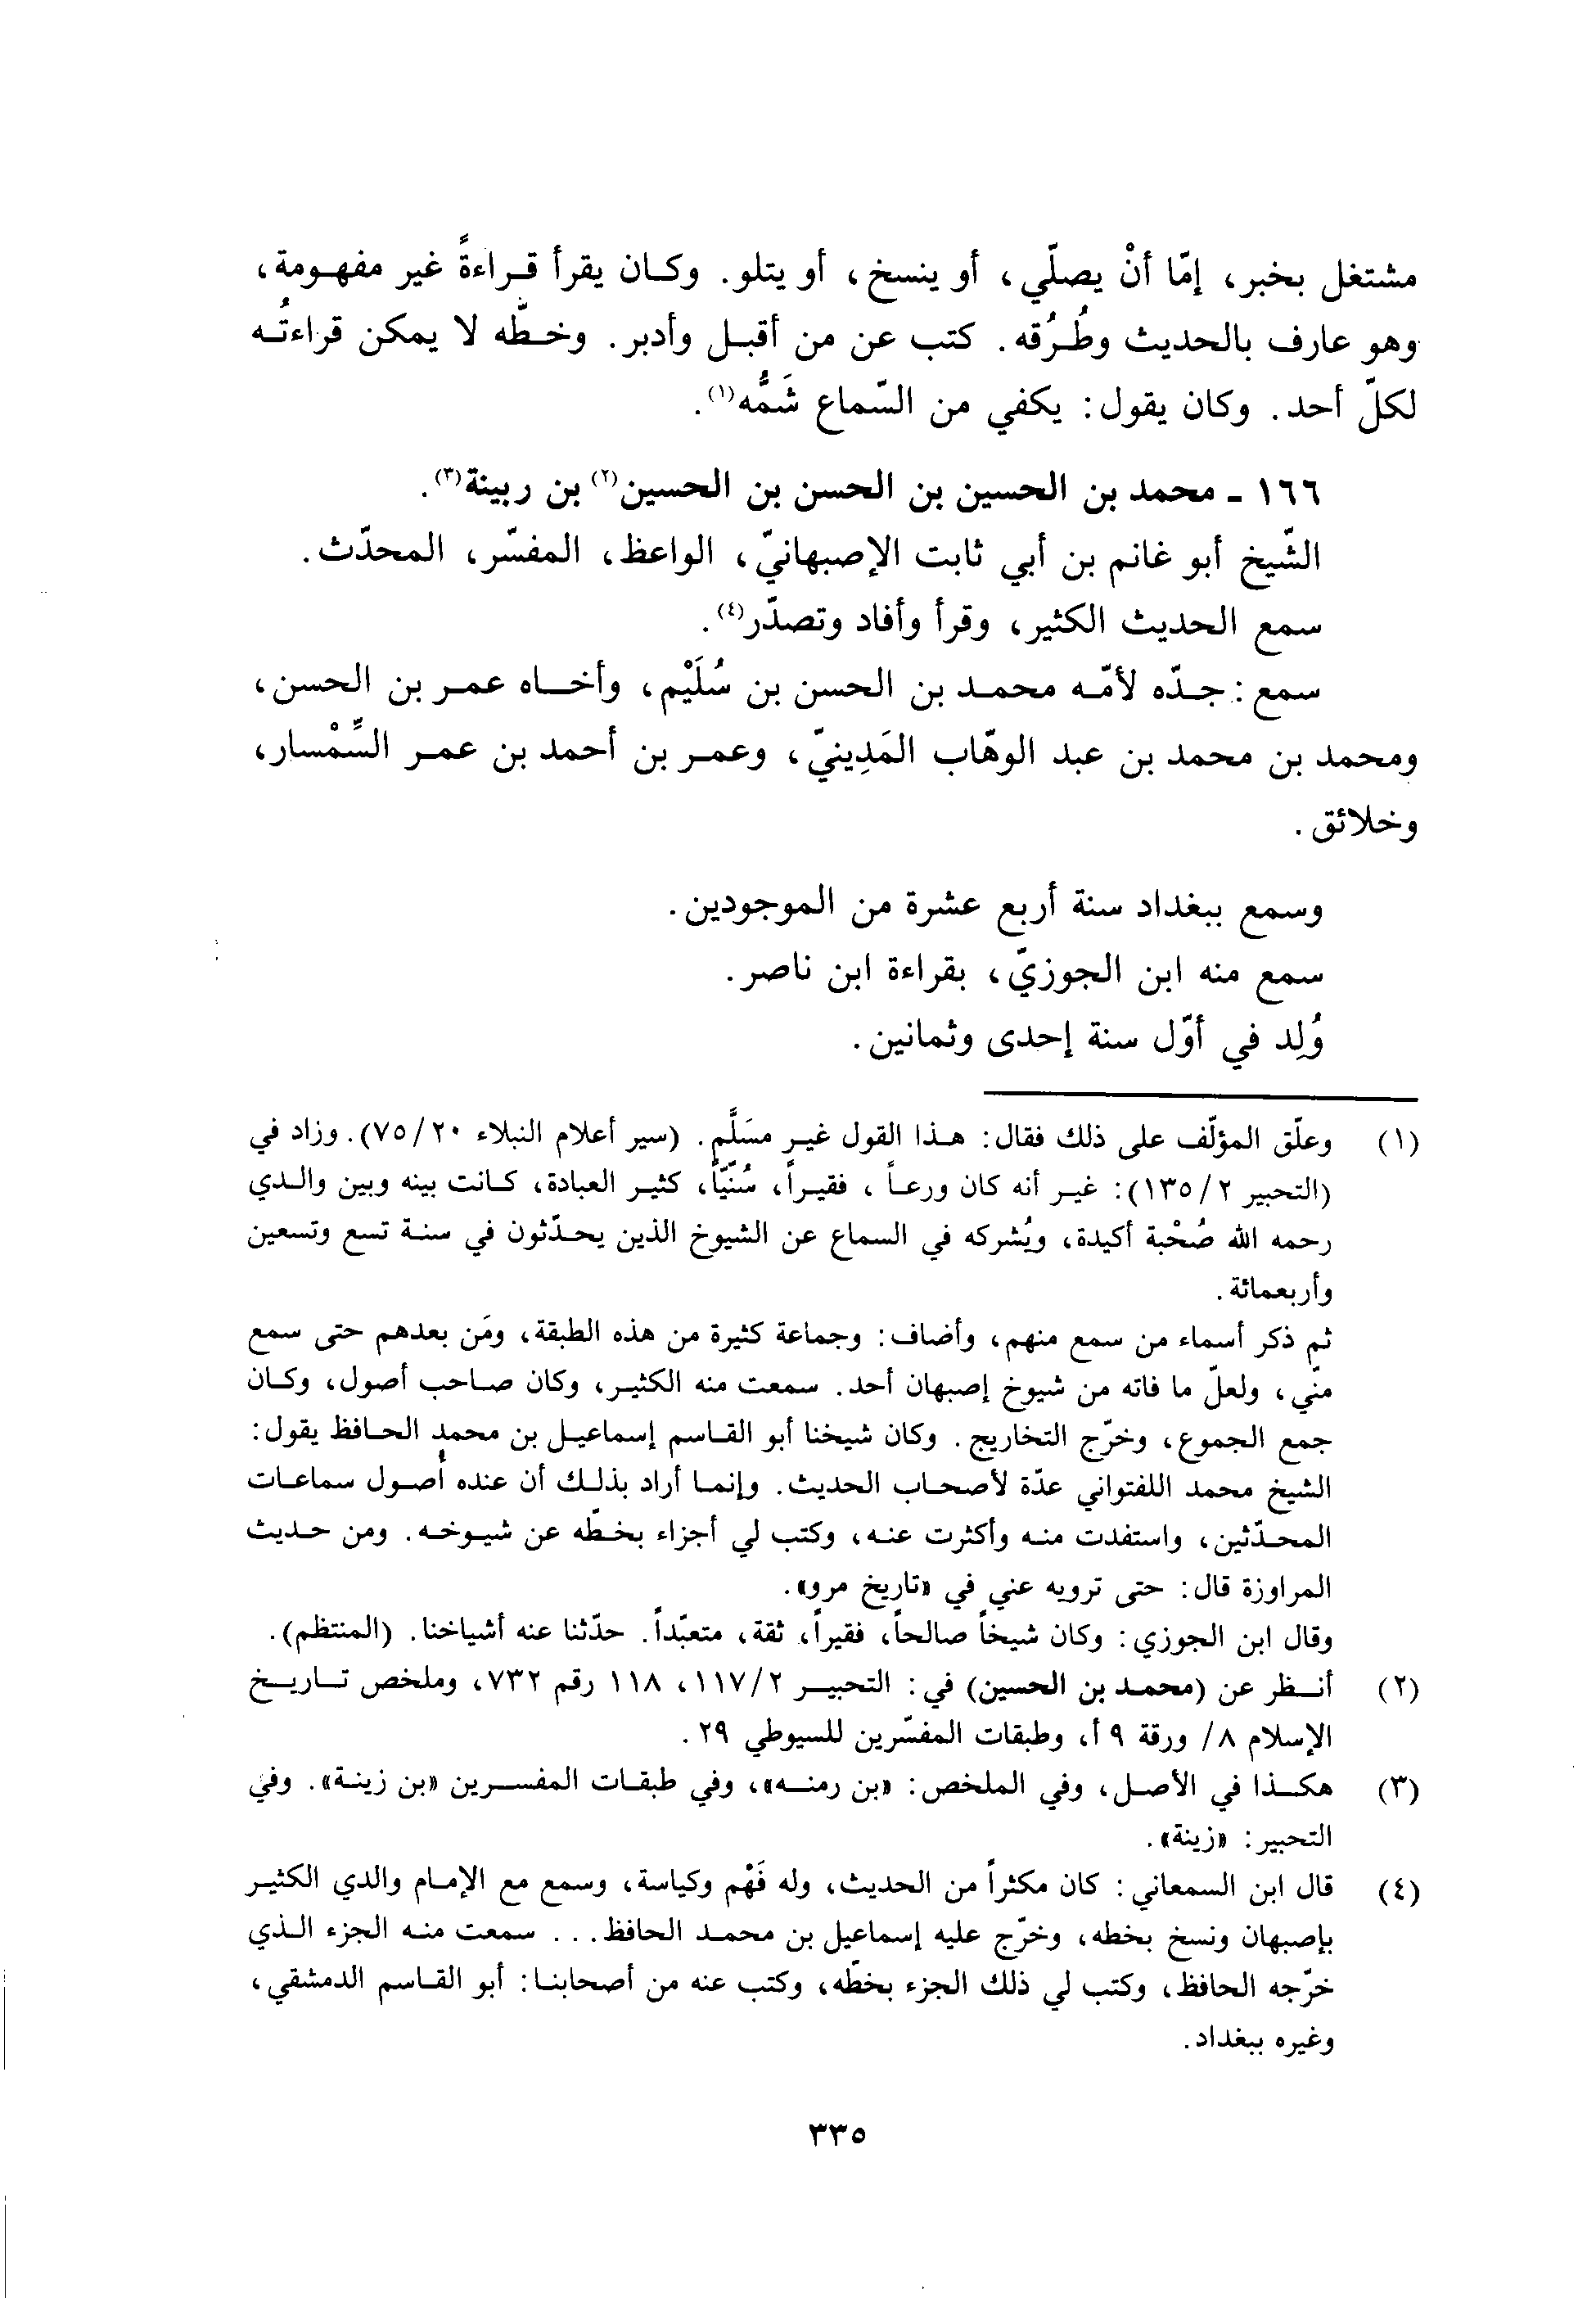 مشتغل بخبر، إمّا أنْ يصلّي، أو ينسخ، أو يتلو. وكان يقرأ قراءةً غير مفهومة،
وهو عارف بالحديث وطُرُقه. كتب عن من أقبل وأدبر. وخطّه لا يمكن قراءتُه
لكلّ أحد. وكان يقول: يكفي من السّماع شَمُّه(١).
١٦٦ - محمد بن الحسين بن الحسن بن الحسين(٢) بن ربينة(٣).
الشّيخ أبو غانم بن أبي ثابت الإصبهانيّ، الواعظ، المفسّر، المحدّث.
سمع الحديث الكثير، وقرأ وأفاد وتصدّر(٤).
سمع: جدّه لأمّه محمد بن الحسن بن سُلَيْم، وأخاه عمر بن الحسن،
ومحمد بن محمد بن عبد الوهّاب المَدِينيّ، وعمر بن أحمد بن عمر السِّمْسار،
وخلائق.
وسمع ببغداد سنة أربع عشرة من الموجودين.
سمع منه ابن الجوزيّ، بقراءة ابن ناصر.
وُلِد في أوّل سنة إحدى وثمانين.
(١) وعلّق المؤلّف على ذلك فقال: هذا القول غير مسَلَّم. (سير أعلام النبلاء ٢٠/٧٥). وزاد في
(التحبير ٢/١٣٥): غير أنه كان ورعاً، فقيراً، سُنّيّاً، كثير العبادة، كانت بينه وبين والدي
رحمه الله صُحْبة أكيدة، ويُشركه في السماع عن الشيوخ الذين يحدّثون في سنة تسع وتسعين
وأربعمائة.
ثم ذكر أسماء من سمع منهم، وأضاف: وجماعة كثيرة من هذه الطبقة، ومَن بعدهم حتى سمع
منّي، ولعلّ ما فاته من شيوخ إصبهان أحد. سمعت منه الكثير، وكان صاحب أصول، وكان
جمع الجموع، وخرّج التخاريج. وكان شيخنا أبو القاسم إسماعيل بن محمد الحافظ يقول:
الشيخ محمد اللفتواني عدّة لأصحاب الحديث. وإنما أراد بذلك أن عنده أُصول سماعات
المحدّثين، واستفدت منه وأكثرت عنه، وكتب لي أجزاء بخطّه عن شيوخه. ومن حديث
المراوزة قال: حتى ترويه عني في «تاريخ مرو».
وقال ابن الجوزي: وكان شيخاً صالحاً، فقيراً، ثقة، متعبّداً. حدّثنا عنه أشياخنا. (المنتظم).
(٢) أنظر عن (محمد بن الحسين) في: التحبير ٢/١١٧، ١١٨ رقم ٧٣٢، وملخص تاريخ
الإسلام ٨/ ورقة ٩ أ، وطبقات المفسّرين للسيوطي ٢٩.
(٣) هكذا في الأصل، وفي الملخص: «بن رمنه»، وفي طبقات المفسرين «بن زينة». وفي
التحبير: «زينة».
(٤) قال ابن السمعاني: كان مكثراً من الحديث، وله فَهْم وكياسة، وسمع مع الإمام والدي الكثير
بإصبهان ونسخ بخطه، وخرّج عليه إسماعيل بن محمد الحافظ... سمعت منه الجزء الذي
خرّجه الحافظ، وكتب لي ذلك الجزء بخطّه، وكتب عنه من أصحابنا: أبو القاسم الدمشقي،
وغيره ببغداد.
٣٣٥